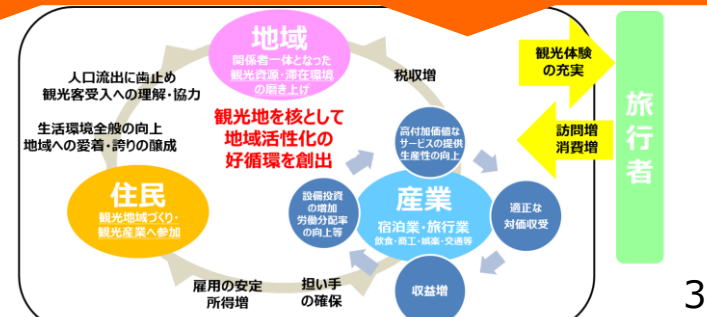 地域
関係者一体となった
観光資源・滞在環境
の磨き上げ
観光体験
の充実
人口流出に歯止め
観光客受入への理解・協力
税収増
旅行者
観光地を核として
地域活性化の
好循環を創出
生活環境全般の向上
地域への愛着・誇りの醸成
高付加価値な
サービスの提供
生産性の向上
訪問増
消費増
住民
観光地域づくり・
観光産業へ参加
設備投資
の増加
労働分配率
の向上等
産業
宿泊業・旅行業
飲食・商工・娯楽・交通等
適正な
対価収受
雇用の安定
所得増
担い手
の確保
収益増
3